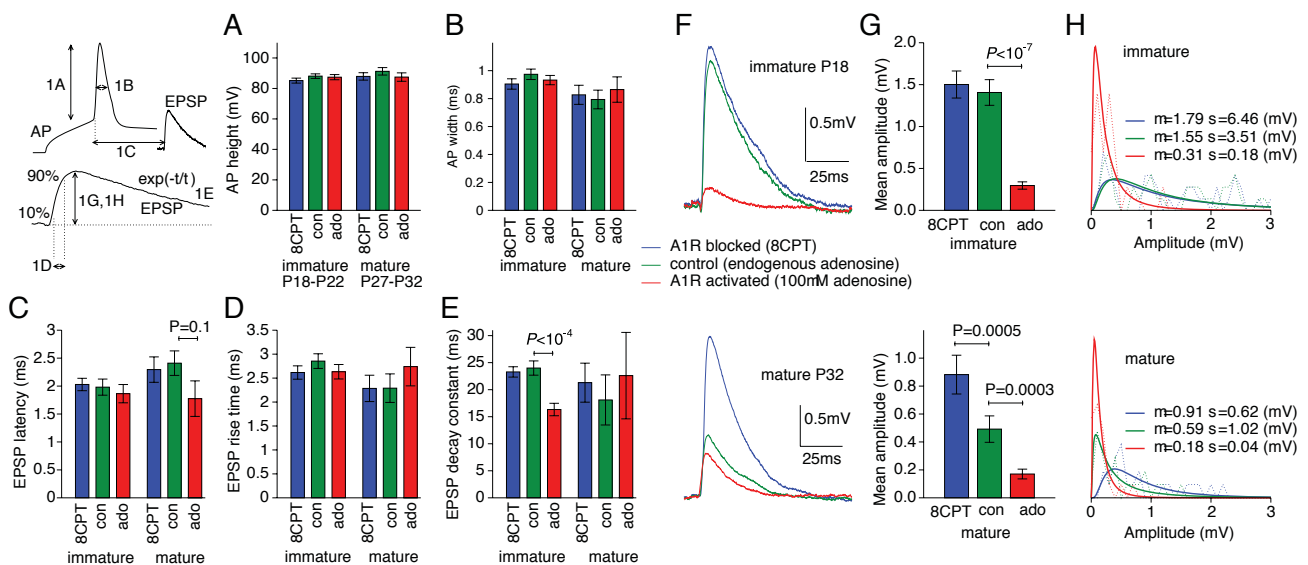 1A
1B
EPSP
AP
1C
90%
exp(-t/t)
1E
1G,1H
EPSP
10%
1D
A
AP height (mV)
100
80
60
40
20
0
8CPT
con
ado
8CPT
con
ado
immature
P18-P22
mature
P27-P32
B
AP width (ms)
1
0.8
0.6
0.4
0.2
0
8CPT
con
ado
8CPT
con
ado
immature
mature
F
immature P18
0.5mV
25ms
A1R blocked (8CPT)
control (endogenous adenosine)
A1R activated (100mM adenosine)
mature P32
0.5mV
25ms
G
Mean amplitude (mV)
2.0
1.5
1.0
0.5
0.0
P<10-7
8CPT
con
ado
immature
Mean amplitude (mV)
1.0
0.8
0.6
0.4
0.2
0.0
P=0.0005
P=0.0003
8CPT
con
ado
mature
H
immature
m=1.79 s=6.46 (mV)
m=1.55 s=3.51 (mV)
m=0.31 s=0.18 (mV)
0 1 2 3
Amplitude (mV)
mature
m=0.91 s=0.62 (mV)
m=0.59 s=1.02 (mV)
m=0.18 s=0.04 (mV)
0 1 2 3
Amplitude (mV)
C
EPSP latency (ms)
3
2.5
2
1.5
1
0.5
0
P=0.1
8CPT
con
ado
8CPT
con
ado
immature
mature
D
EPSP rise time (ms)
3.5
3
2.5
2
1.5
1
0.5
0
8CPT
con
ado
8CPT
con
ado
immature
mature
E
EPSP decay constant (ms)
30
25
20
15
10
5
0
P<10-4
8CPT
con
ado
8CPT
con
ado
immature
mature